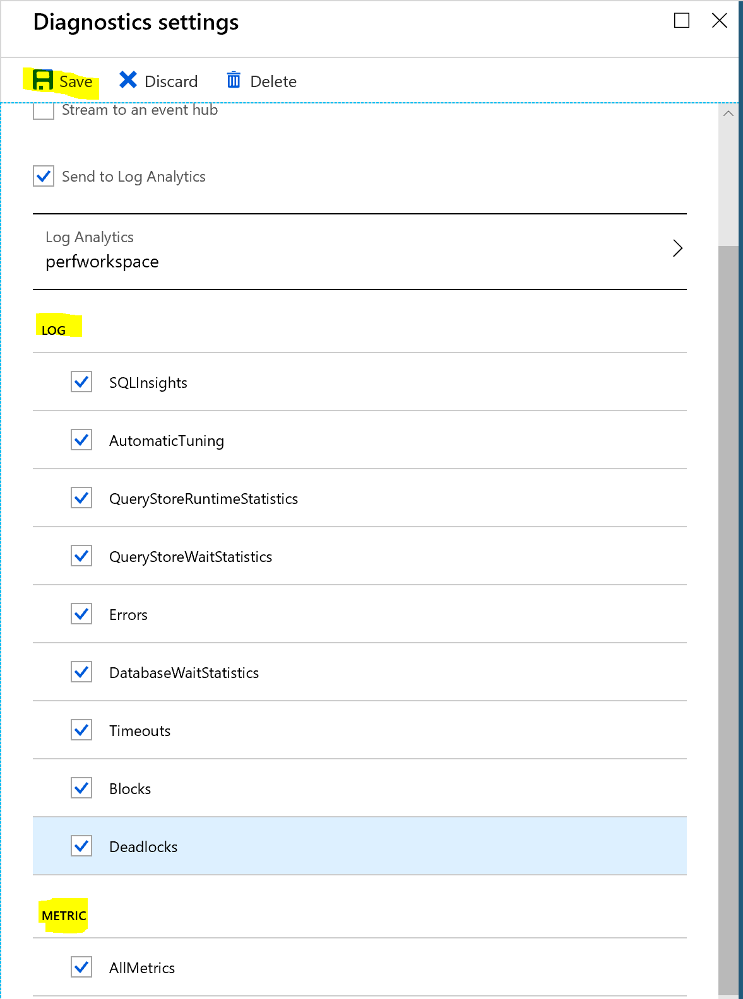 Diagnostics settings
Save Discard Delete
Stream to an event hub
Send to Log Analytics
Log Analytics
perfworkspace
LOG
SQLInsights
AutomaticTuning
QueryStoreRuntimeStatistics
QueryStoreWaitStatistics
Errors
DatabaseWaitStatistics
Timeouts
Blocks
Deadlocks
METRIC
AllMetrics